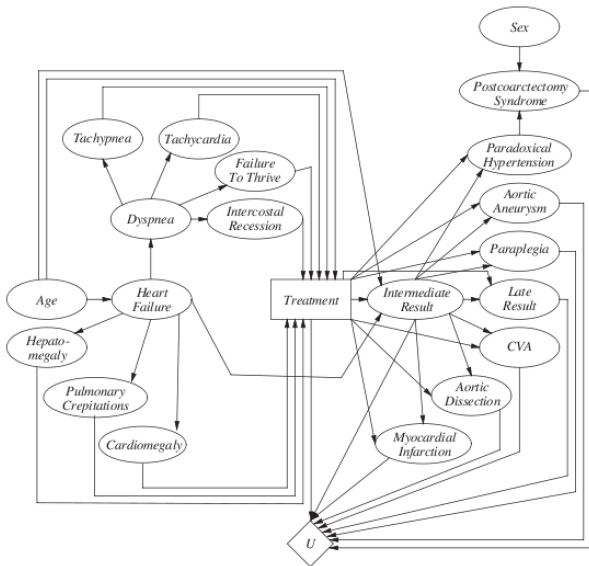 Sex
Postcoarctectomy
Syndrome
Tachypnea
Tachycardia
Paradoxical
Hypertension
Failure
To Thrive
Aortic
Aneurysm
Dyspnea
Intercostal
Recession
Paraplegia
Age
Heart
Failure
Treatment
Intermediate
Result
Late
Result
Hepato-
megaly
CVA
Pulmonary
Crepitations
Aortic
Dissection
Cardiomegaly
Myocardial
Infarction
U